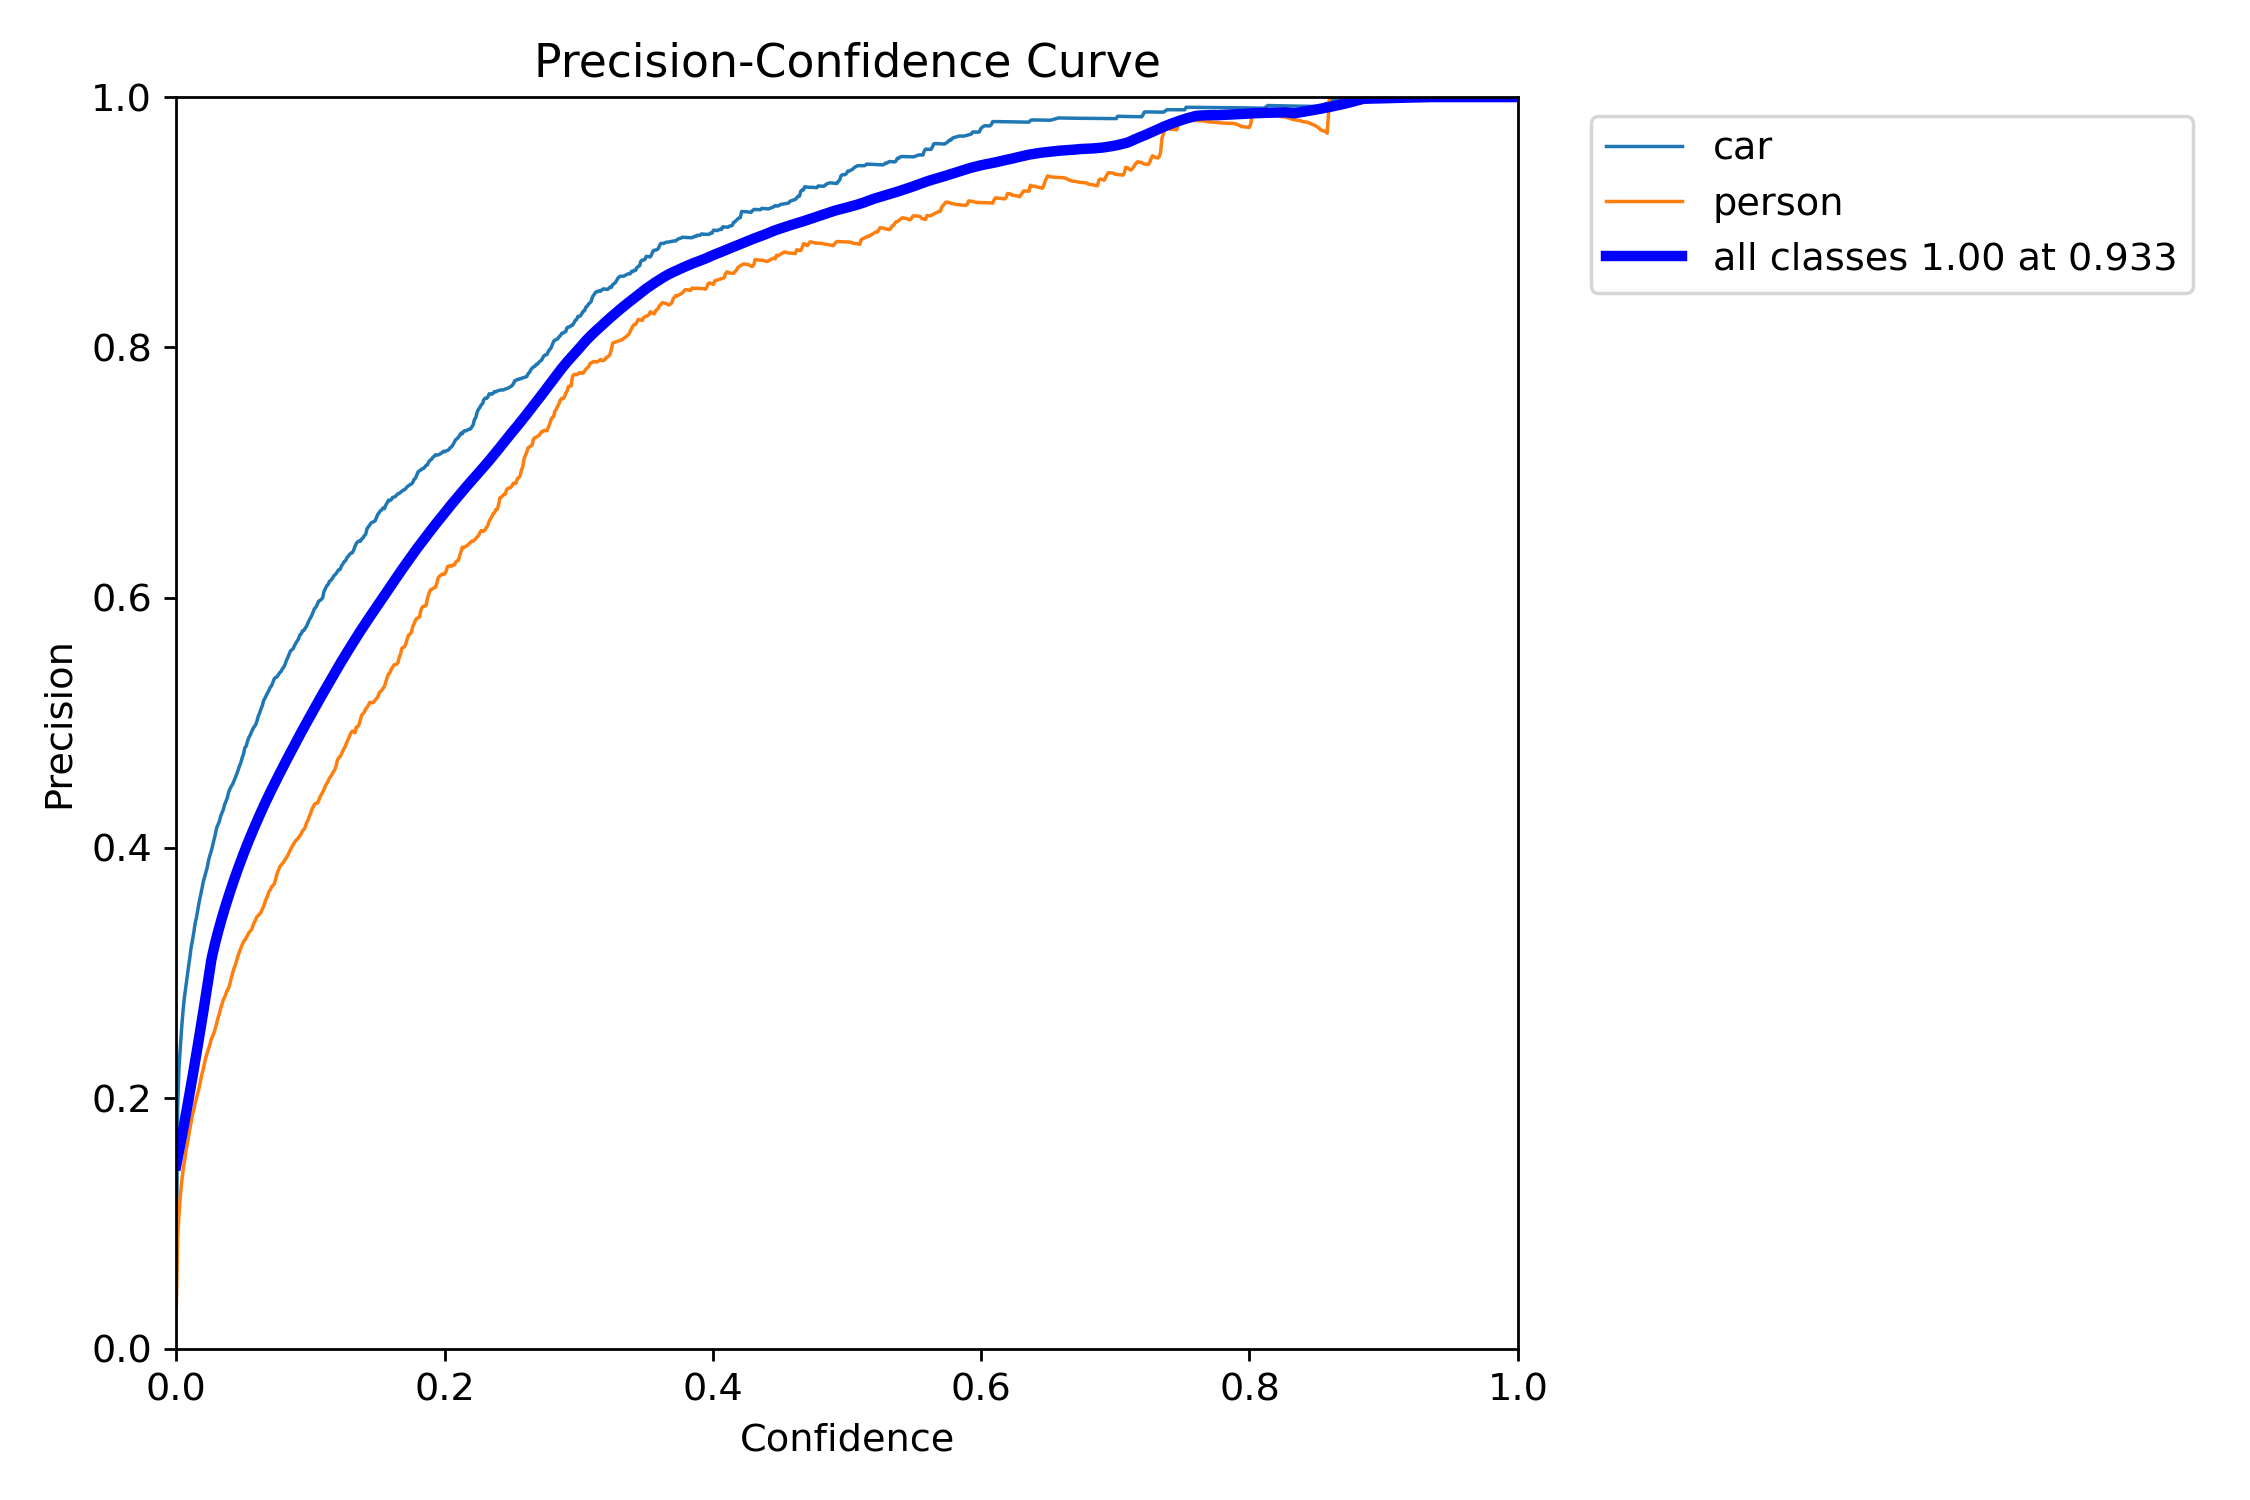 Precision-Confidence Curve
1.0
0.8
0.6
0.4
0.2
0.0
Precision
0.0 0.2 0.4 0.6 0.8 1.0
Confidence
car
person
all classes 1.00 at 0.933